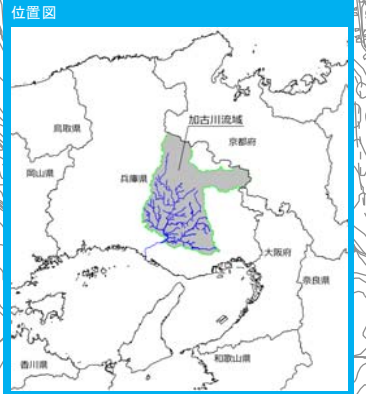 位置図
加古川流域
鳥取県
京都府
岡山県
兵庫県
大阪府
奈良県
香川県
和歌山県